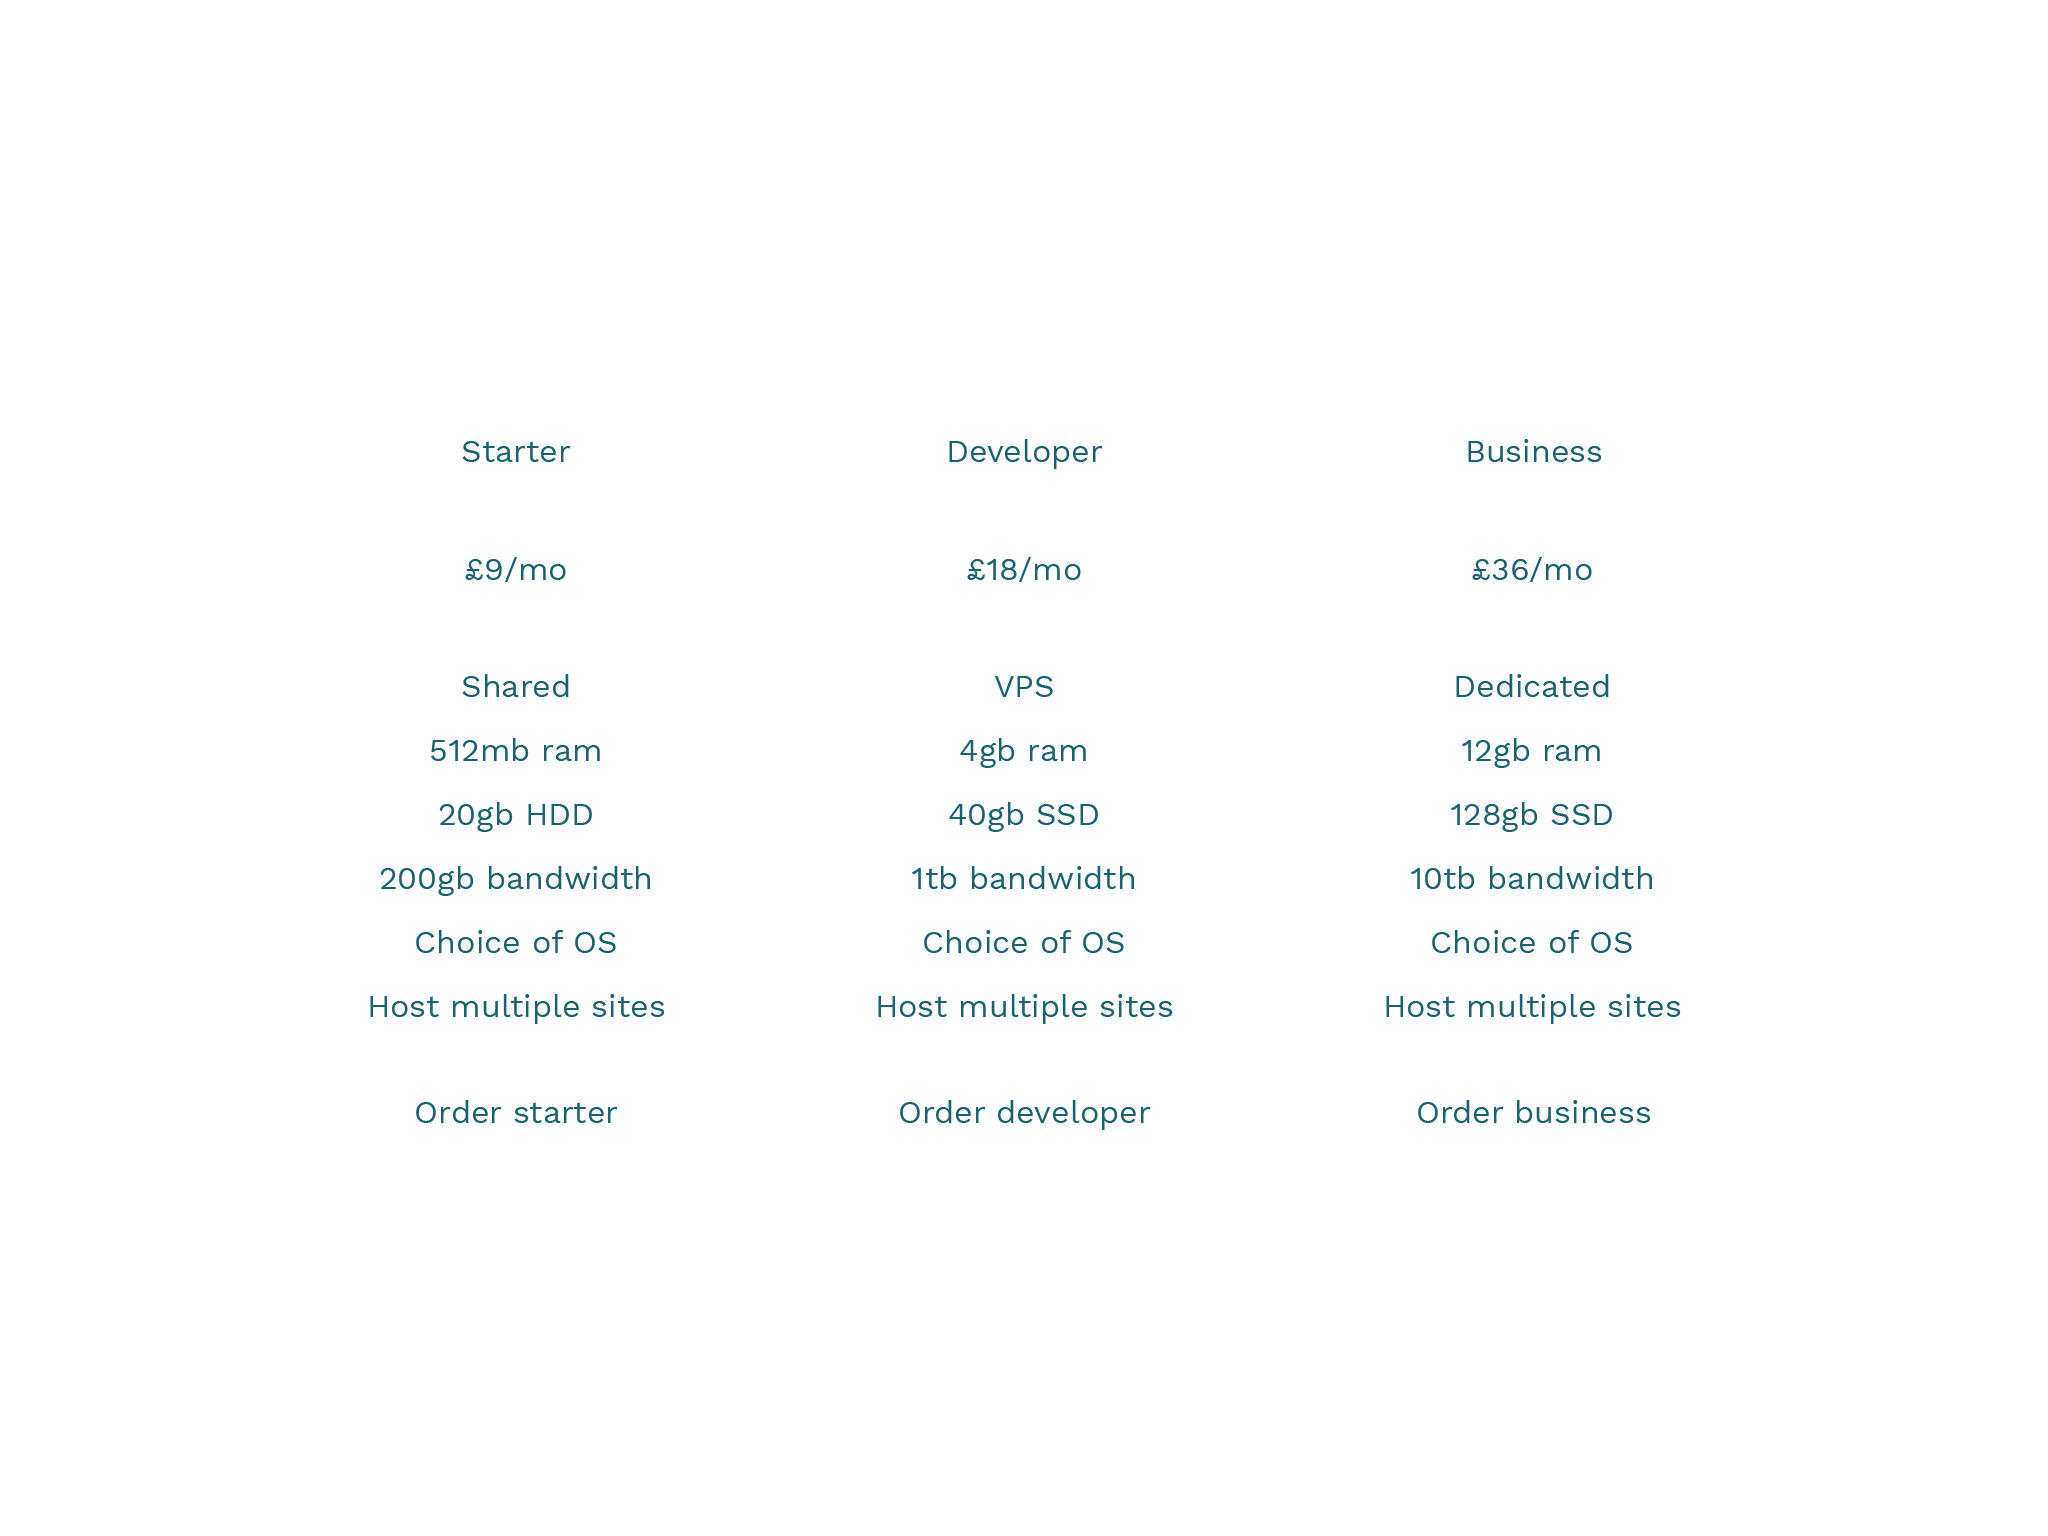 Starter
£9/mo
Shared
512mb ram
20gb HDD
200gb bandwidth
Choice of OS
Host multiple sites
Order starter
Developer
£18/mo
VPS
4gb ram
40gb SSD
1tb bandwidth
Choice of OS
Host multiple sites
Order developer
Business
£36/mo
Dedicated
12gb ram
128gb SSD
10tb bandwidth
Choice of OS
Host multiple sites
Order business